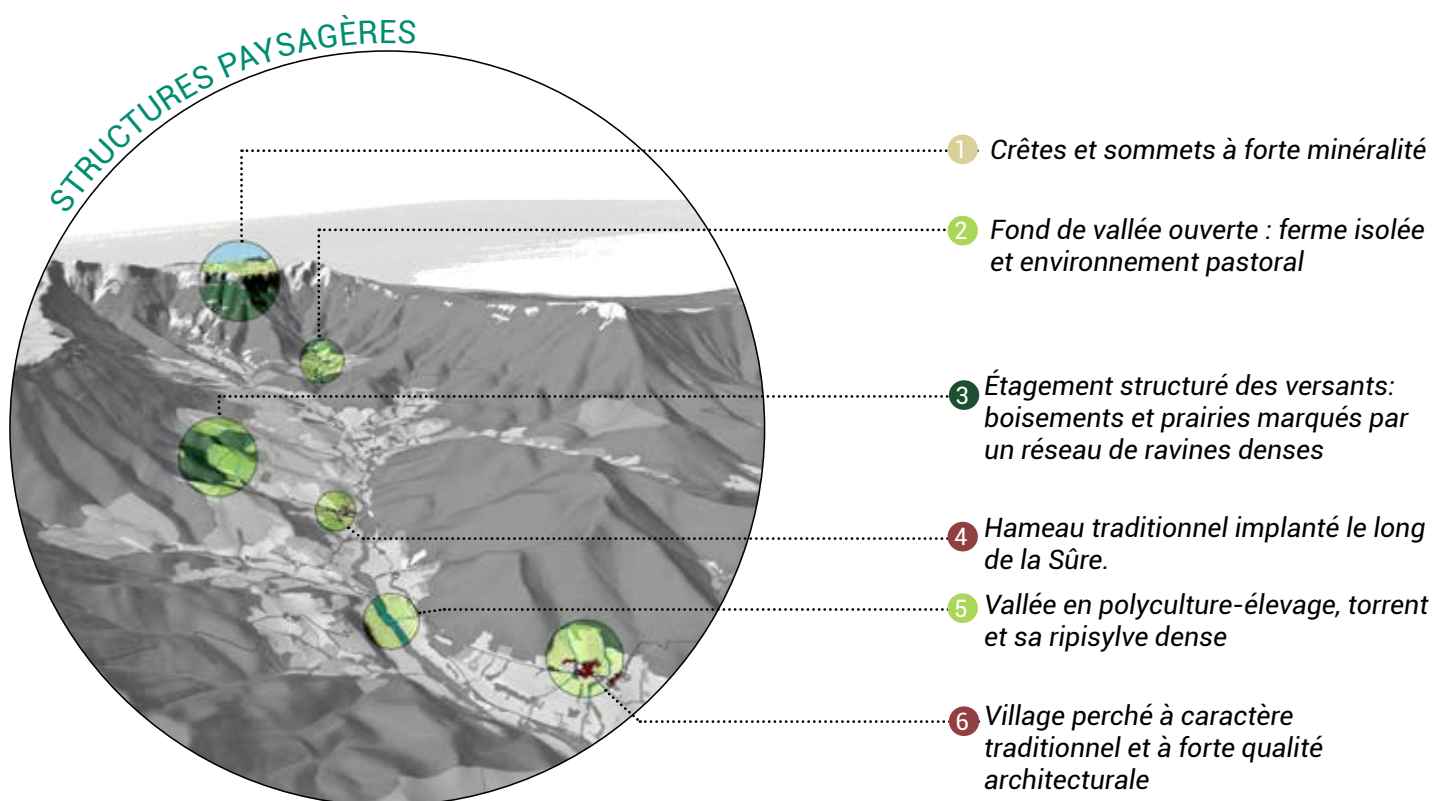 STRUCTURES PAYSAGÈRES
1 Crêtes et sommets à forte minéralité
2 Fond de vallée ouverte : ferme isolée
et environnement pastoral
3 Étagement structuré des versants:
boisements et prairies marqués par
un réseau de ravines denses
4 Hameau traditionnel implanté le long
de la Sûre.
5 Vallée en polyculture-élevage, torrent
et sa ripisylve dense
6 Village perché à caractère
traditionnel et à forte qualité
architecturale